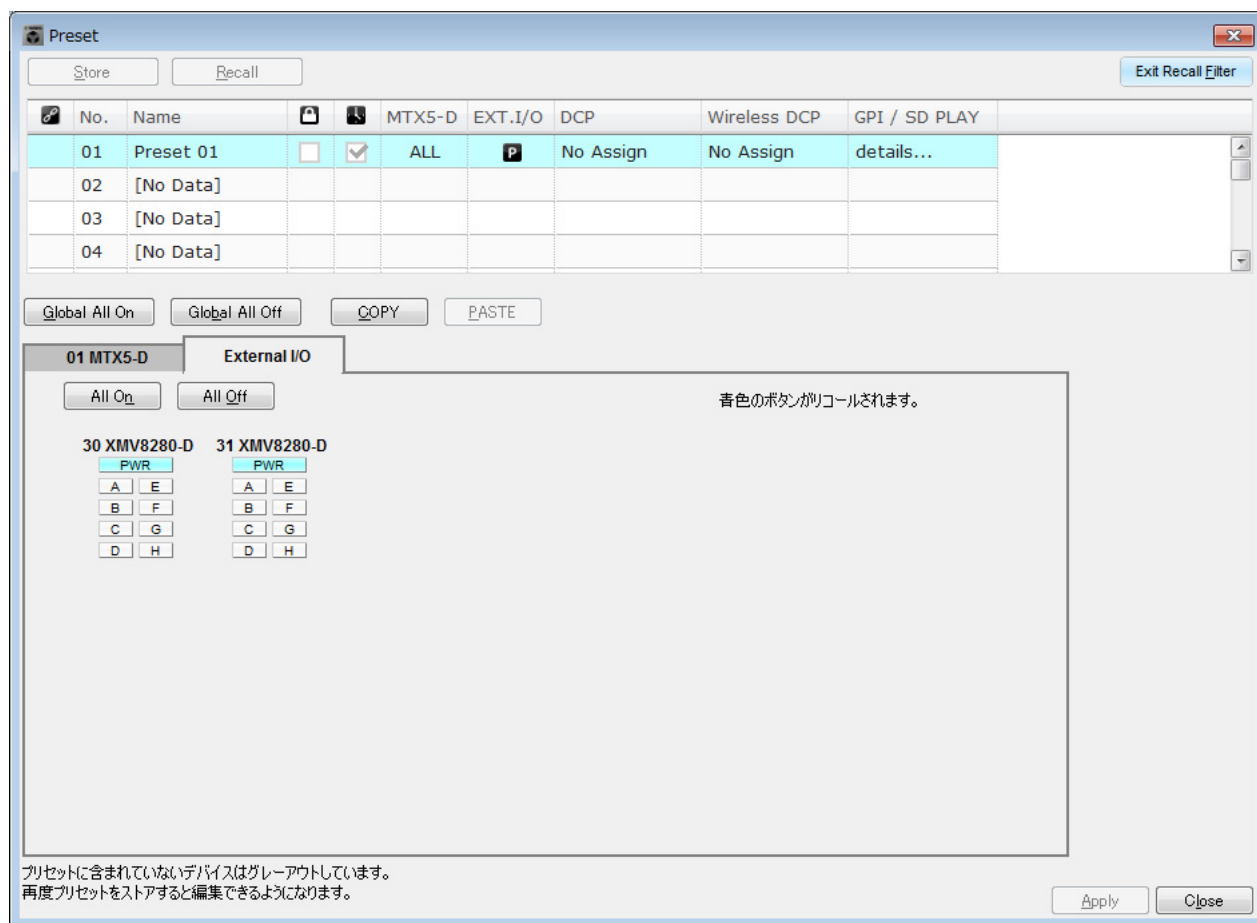 Preset
Store Recall Exit Recall Filter
No. Name MTX5-D EXT.I/O DCP Wireless DCP GPI / SD PLAY
01 Preset 01 ALL P No Assign No Assign details...
02 [No Data]
03 [No Data]
04 [No Data]
Global All On Global All Off COPY PASTE
01 MTX5-D External I/O
All On All Off 青色のボタンがリコールされます。
30 XMV8280-D 31 XMV8280-D
PWR PWR
A E A E
B F B F
C G C G
D H D H
プリセットに含まれていないデバイスはグレーアウトしています。
再度プリセットをストアすると編集できるようになります。
Apply Close